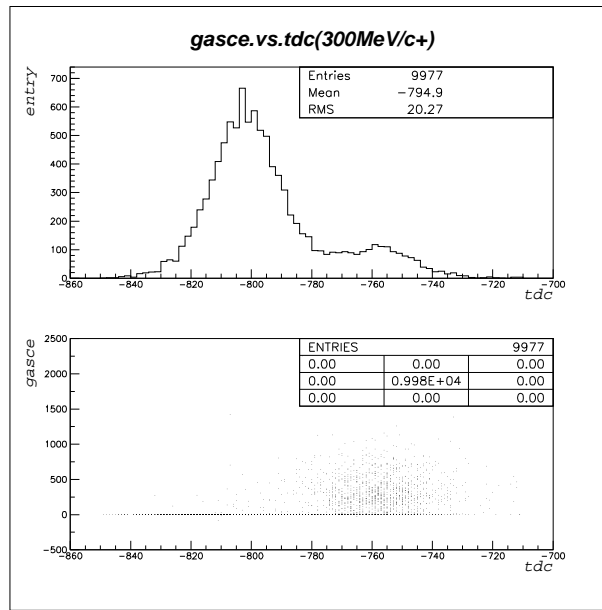 gasce.vs.tdc(300MeV/c+)
entry
700
600
500
400
300
200
100
0
Entries 9977
Mean -794.9
RMS 20.27
-860 -840 -820 -800 -780 -760 -740 -720 -700
tdc
gasce
2500
2000
1500
1000
500
0
-500
ENTRIES 9977
0.00 0.00 0.00
0.00 0.998E+04 0.00
0.00 0.00 0.00
-860 -840 -820 -800 -780 -760 -740 -720 -700
tdc